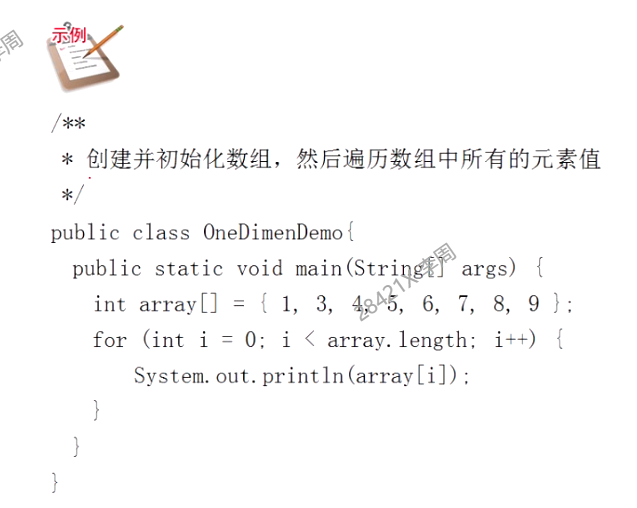 示例
/**
* 创建并初始化数组，然后遍历数组中所有的元素值
*/
public class OneDimenDemo{
public static void main(String[] args) {
int array[] = { 1, 3, 4, 5, 6, 7, 8, 9 };
for (int i = 0; i < array.length; i++) {
System.out.println(array[i]);
}
}
}
28421X李周